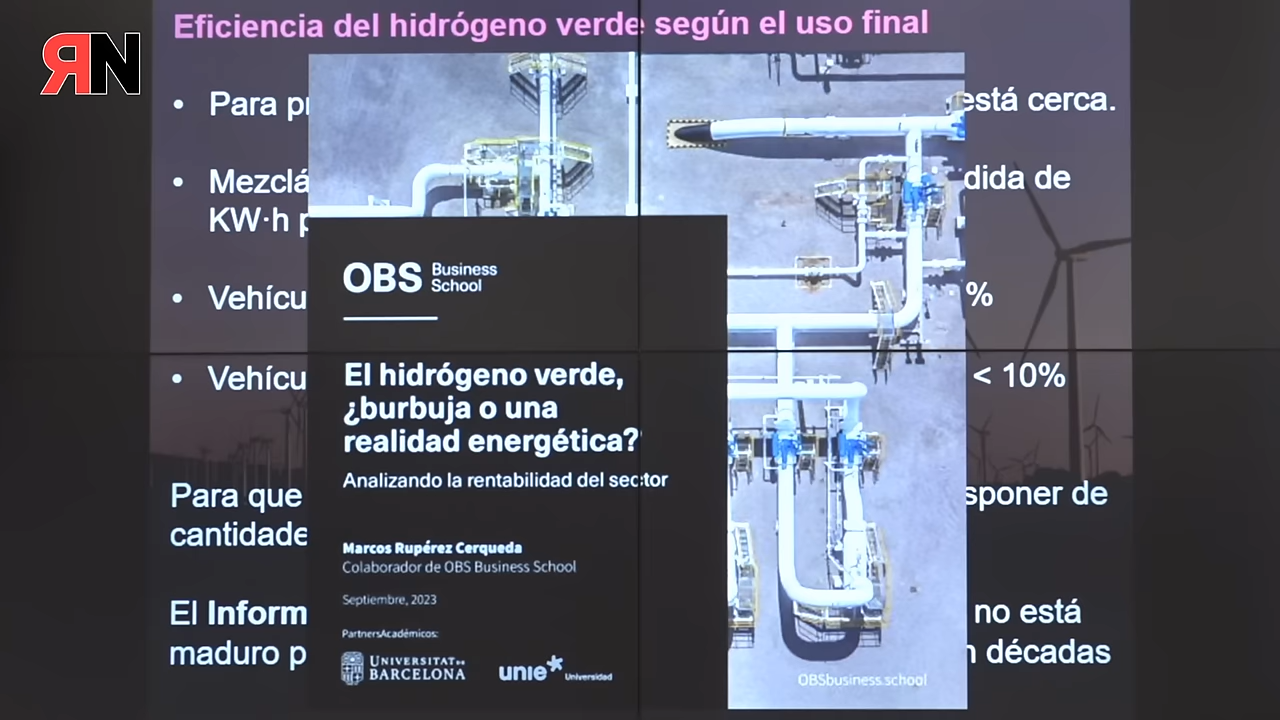 Eficiencia del hidrógeno verde según el uso final
ЯN
• Para está cerca.
• Mezclá dida de
KW·h
• Vehícu %
• Vehícu < 10%
Para que sponer de
cantidade
El Inform no está
maduro décadas
OBS Business School
El hidrógeno verde,
¿burbuja o una
realidad energética?
Analizando la rentabilidad del sector
Marcos Rupérez Cerqueda
Colaborador de OBS Business School
Septiembre, 2023
PartnersAcadémicos:
UNIVERSITAT DE BARCELONA
unie* Universidad
OBSbusiness.school